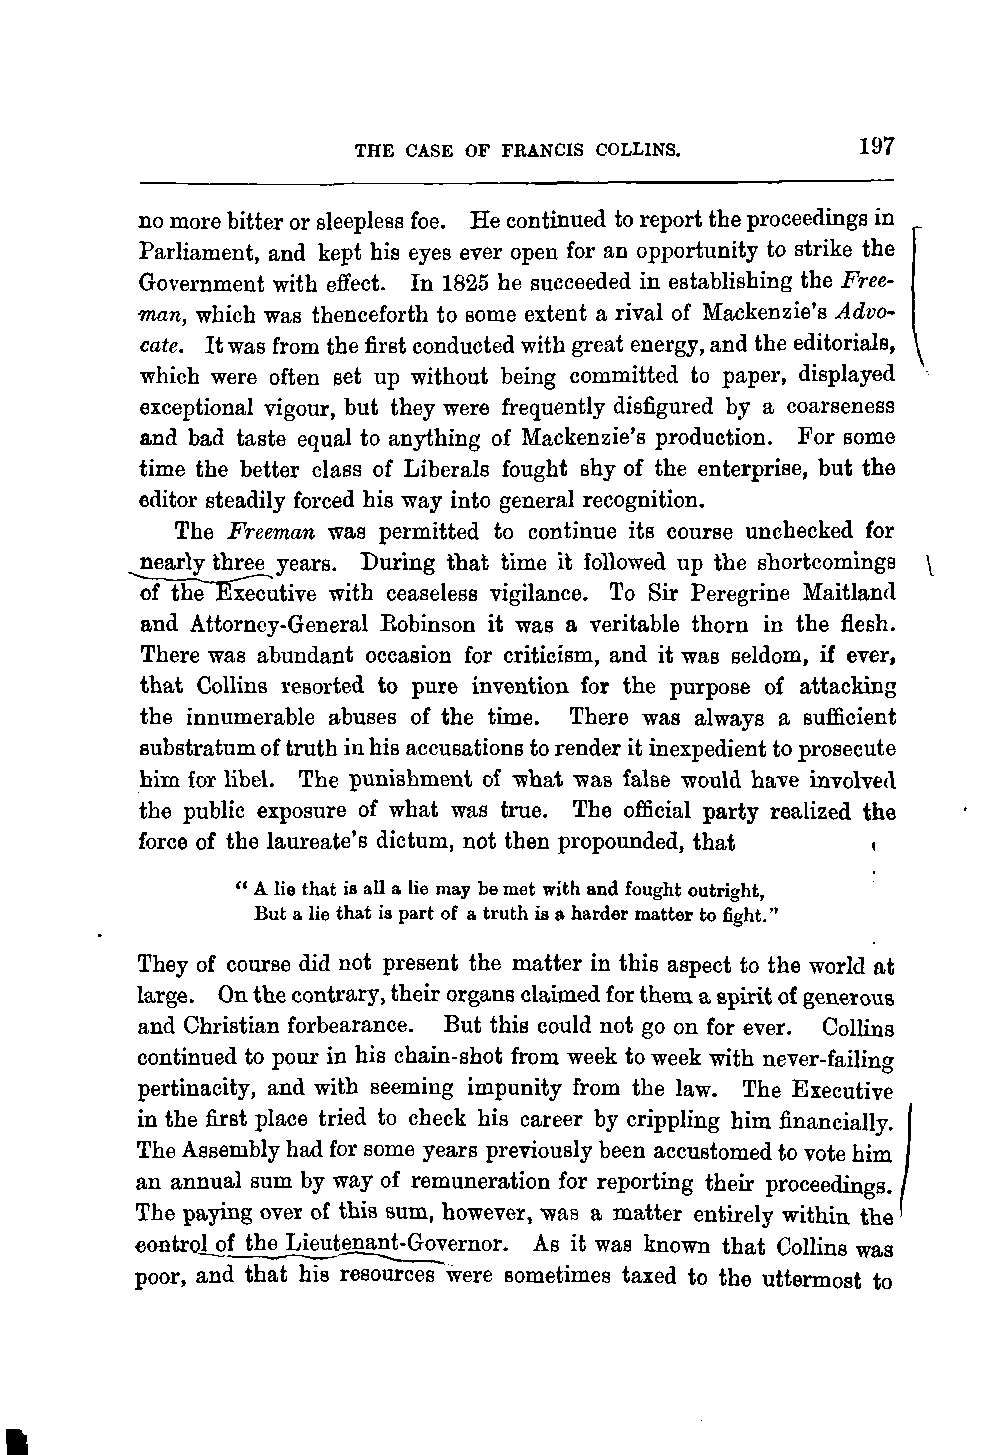 THE CASE OF FRANCIS COLLINS. 197
no more bitter or sleepless foe. He continued to report the proceedings in
Parliament, and kept his eyes ever open for an opportunity to strike the
Government with effect. In 1825 he succeeded in establishing the Free-
man, which was thenceforth to some extent a rival of Mackenzie's Advo-
cate. It was from the first conducted with great energy, and the editorials,
which were often set up without being committed to paper, displayed
exceptional vigour, but they were frequently disfigured by a coarseness
and bad taste equal to anything of Mackenzie's production. For some
time the better class of Liberals fought shy of the enterprise, but the
editor steadily forced his way into general recognition.
The Freeman was permitted to continue its course unchecked for
nearly three years. During that time it followed up the shortcomings
of the Executive with ceaseless vigilance. To Sir Peregrine Maitland
and Attorney-General Robinson it was a veritable thorn in the flesh.
There was abundant occasion for criticism, and it was seldom, if ever,
that Collins resorted to pure invention for the purpose of attacking
the innumerable abuses of the time. There was always a sufficient
substratum of truth in his accusations to render it inexpedient to prosecute
him for libel. The punishment of what was false would have involved
the public exposure of what was true. The official party realized the
force of the laureate's dictum, not then propounded, that
“ A lie that is all a lie may be met with and fought outright,
But a lie that is part of a truth is a harder matter to fight.”
They of course did not present the matter in this aspect to the world at
large. On the contrary, their organs claimed for them a spirit of generous
and Christian forbearance. But this could not go on for ever. Collins
continued to pour in his chain-shot from week to week with never-failing
pertinacity, and with seeming impunity from the law. The Executive
in the first place tried to check his career by crippling him financially.
The Assembly had for some years previously been accustomed to vote him
an annual sum by way of remuneration for reporting their proceedings.
The paying over of this sum, however, was a matter entirely within the
control of the Lieutenant-Governor. As it was known that Collins was
poor, and that his resources were sometimes taxed to the uttermost to